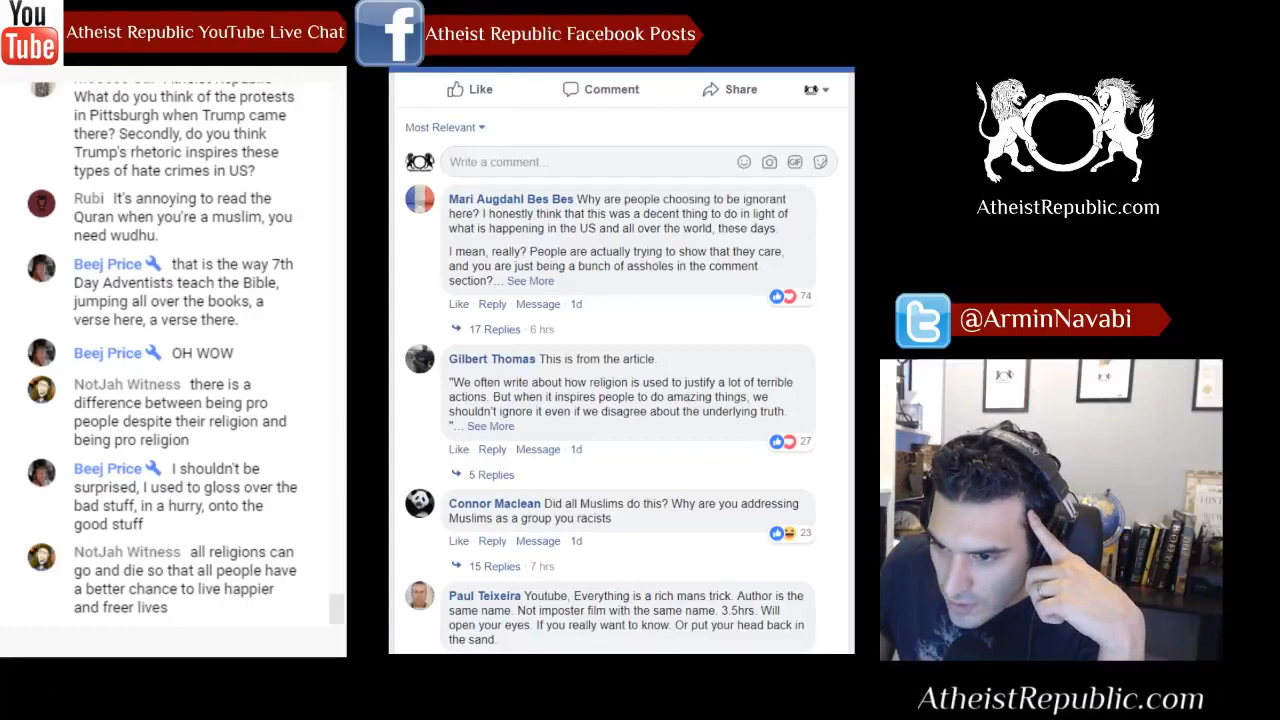 You
Tube
Atheist Republic YouTube Live Chat
f
Atheist Republic Facebook Posts
What do you think of the protests
in Pittsburgh when Trump came
there? Secondly, do you think
Trump's rhetoric inspires these
types of hate crimes in US?
Rubi It's annoying to read the
Quran when you're a muslim, you
need wudhu.
Beej Price that is the way 7th
Day Adventists teach the Bible,
jumping all over the books, a
verse here, a verse there.
Beej Price OH WOW
NotJah Witness there is a
difference between being pro
people despite their religion and
being pro religion
Beej Price I shouldn't be
surprised, I used to gloss over the
bad stuff, in a hurry, onto the
good stuff
NotJah Witness all religions can
go and die so that all people have
a better chance to live happier
and freer lives
Like Comment Share
Most Relevant
Write a comment... GIF
Mari Augdahl Bes Bes Why are people choosing to be ignorant
here? I honestly think that this was a decent thing to do in light of
what is happening in the US and all over the world, these days.
I mean, really? People are actually trying to show that they care,
and you are just being a bunch of assholes in the comment
section?... See More
74
Like Reply Message 1d
17 Replies · 6 hrs
Gilbert Thomas This is from the article.
"We often write about how religion is used to justify a lot of terrible
actions. But when it inspires people to do amazing things, we
shouldn't ignore it even if we disagree about the underlying truth.
"... See More
27
Like Reply Message 1d
5 Replies
Connor Maclean Did all Muslims do this? Why are you addressing
Muslims as a group you racists
23
Like Reply Message 1d
15 Replies · 7 hrs
Paul Teixeira Youtube, Everything is a rich mans trick. Author is the
same name. Not imposter film with the same name. 3.5hrs. Will
open your eyes. If you really want to know. Or put your head back in
the sand.
AtheistRepublic.com
@ArminNavabi
AtheistRepublic.com